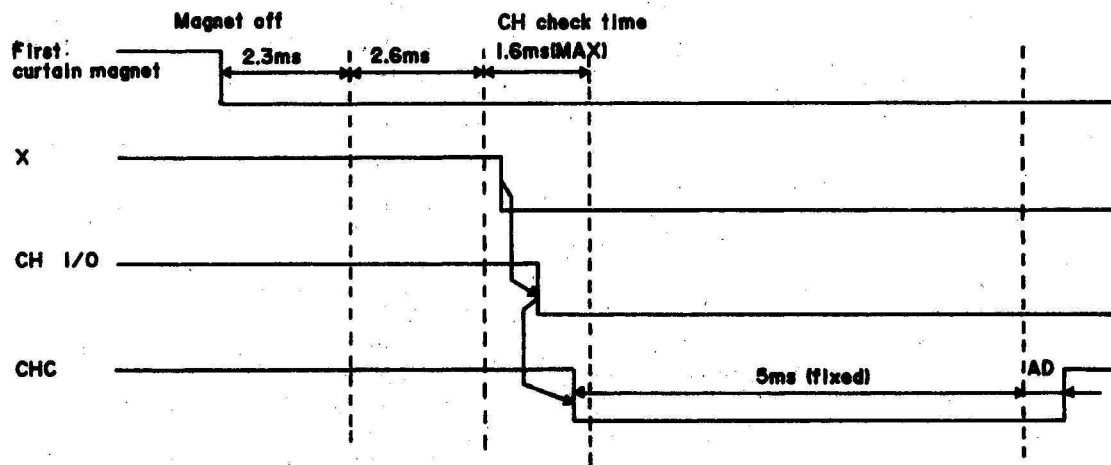 Magnet off
CH check time
First
curtain magnet
2.3ms
2.6ms
1.6ms(MAX)
X
CH I/O
CHC
5ms (fixed)
AD